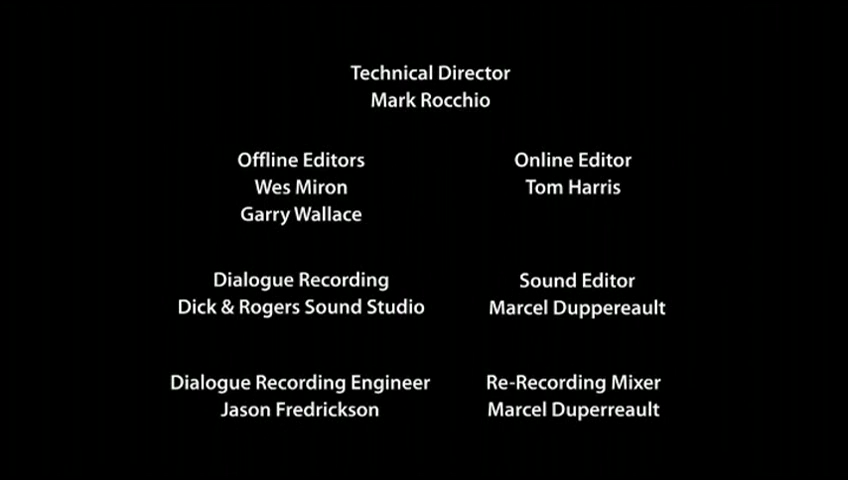 Technical Director
Mark Rocchio
Offline Editors
Wes Miron
Garry Wallace
Online Editor
Tom Harris
Dialogue Recording
Dick & Rogers Sound Studio
Sound Editor
Marcel Duppereault
Dialogue Recording Engineer
Jason Fredrickson
Re-Recording Mixer
Marcel Duperreault